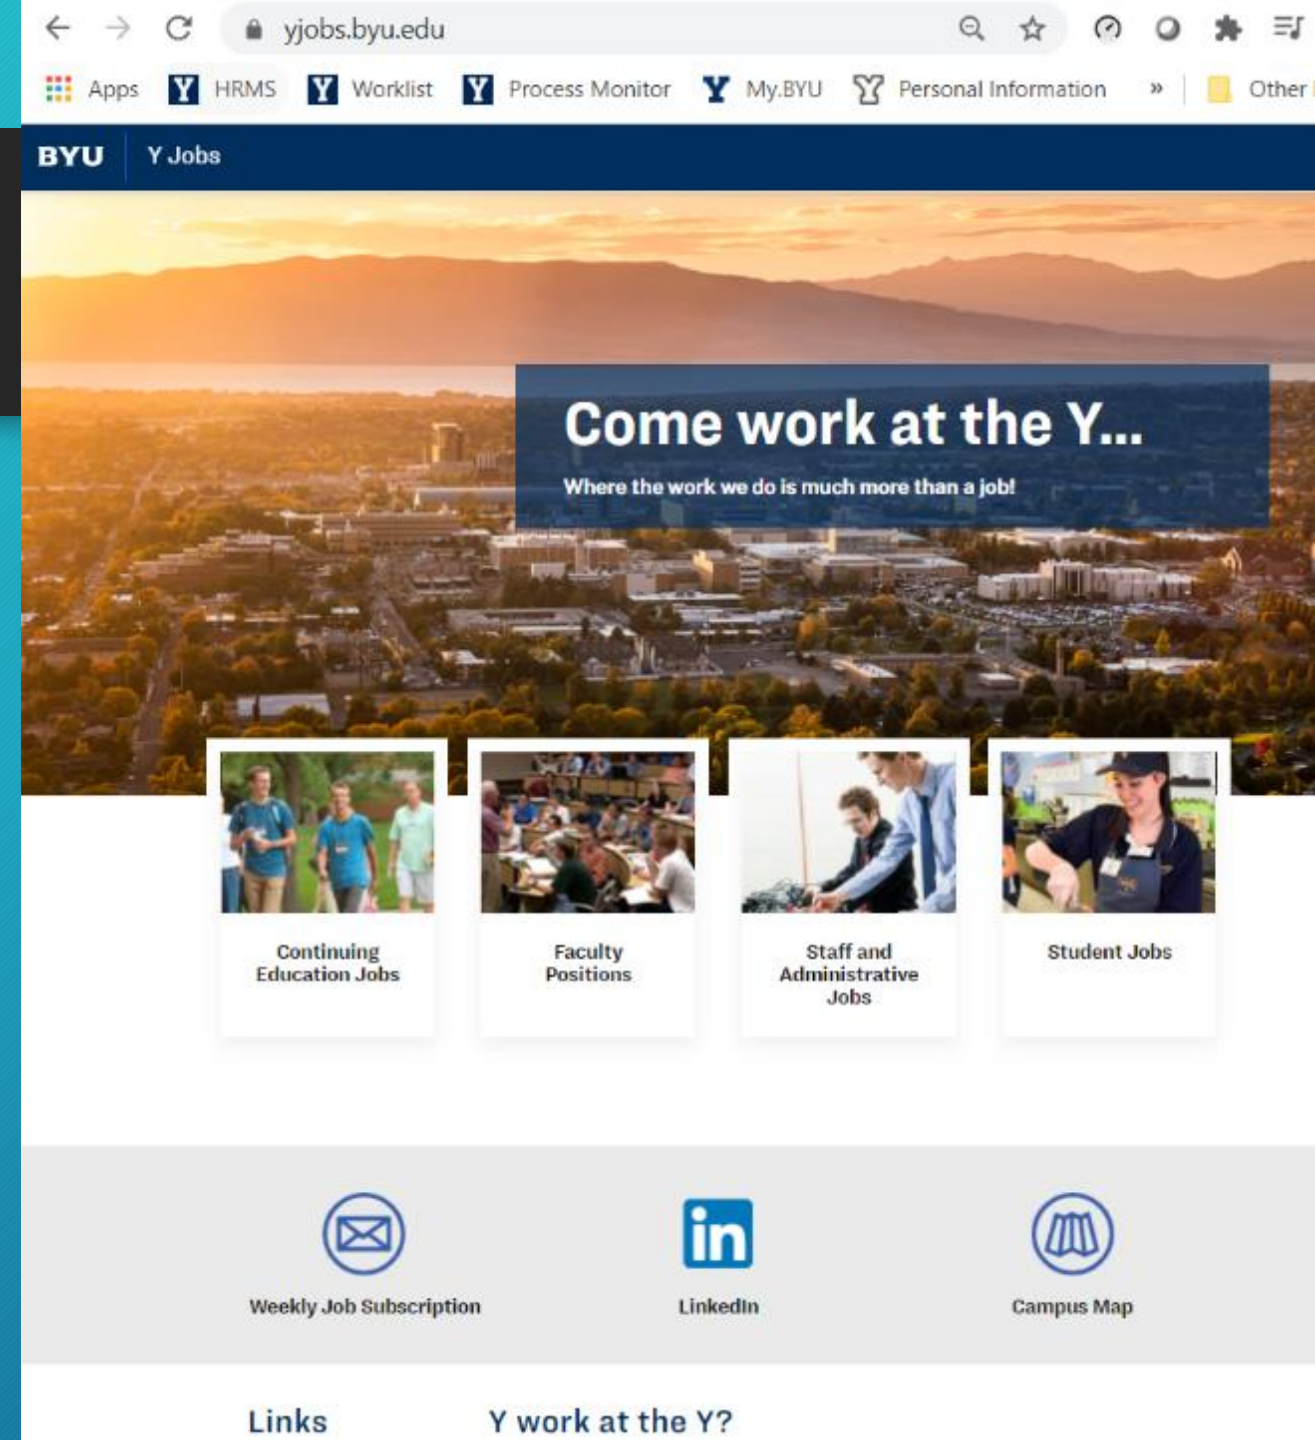 yjobs.byu.edu
Apps Y HRMS Y Worklist Y Process Monitor Y My.BYU Y Personal Information » Other
BYU Y Jobs
Come work at the Y...
Where the work we do is much more than a job!
Continuing
Education Jobs
Faculty
Positions
Staff and
Administrative
Jobs
Student Jobs
in
Weekly Job Subscription
LinkedIn
Campus Map
Links
Y work at the Y?